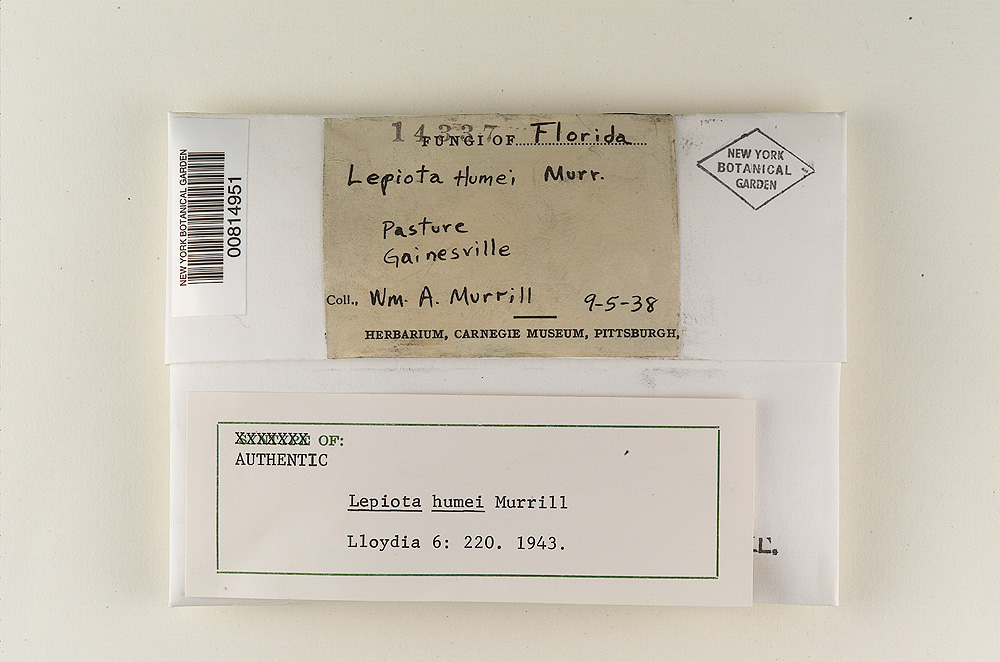 NEW YORK BOTANICAL GARDEN
00814951
14337
FUNGI OF Florida
Lepiota Humei Murr.
Pasture
Gainesville
Coll., Wm. A. Murrill 9-5-38
HERBARIUM, CARNEGIE MUSEUM, PITTSBURGH,
NEW YORK
BOTANICAL
GARDEN
XXXXXXX OF:
AUTHENTIC
Lepiota humei Murrill
Lloydia 6: 220. 1943.